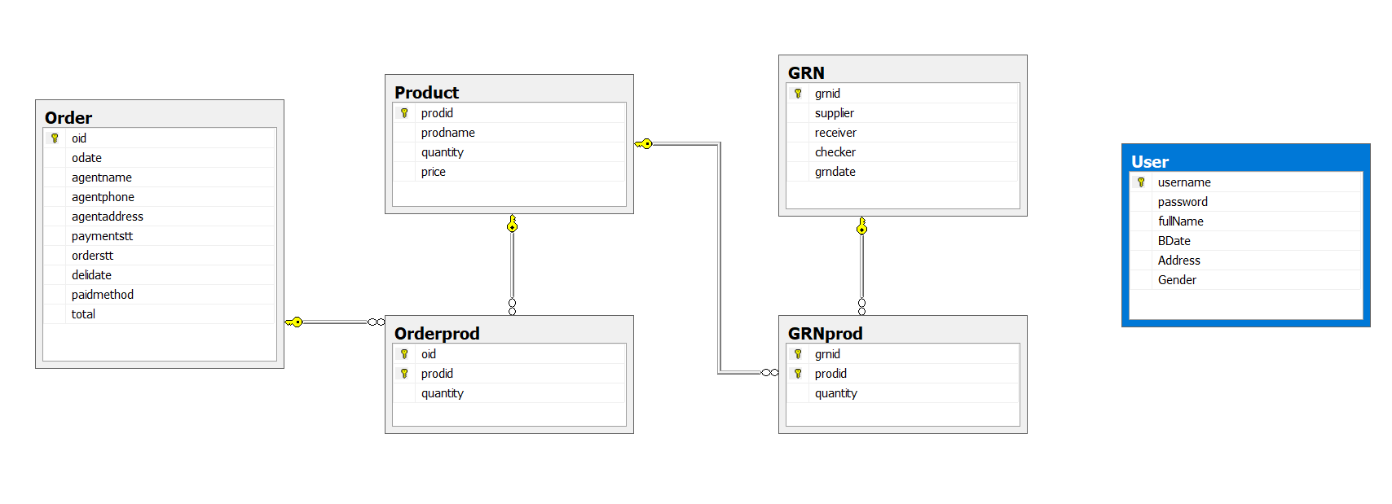 Order
oid
odate
agentname
agentphone
agentaddress
paymentstt
orderstt
delidate
paidmethod
total
Product
prodid
prodname
quantity
price
Orderprod
oid
prodid
quantity
GRN
grnid
supplier
receiver
checker
grndate
GRNprod
grnid
prodid
quantity
User
username
password
fullName
BDate
Address
Gender